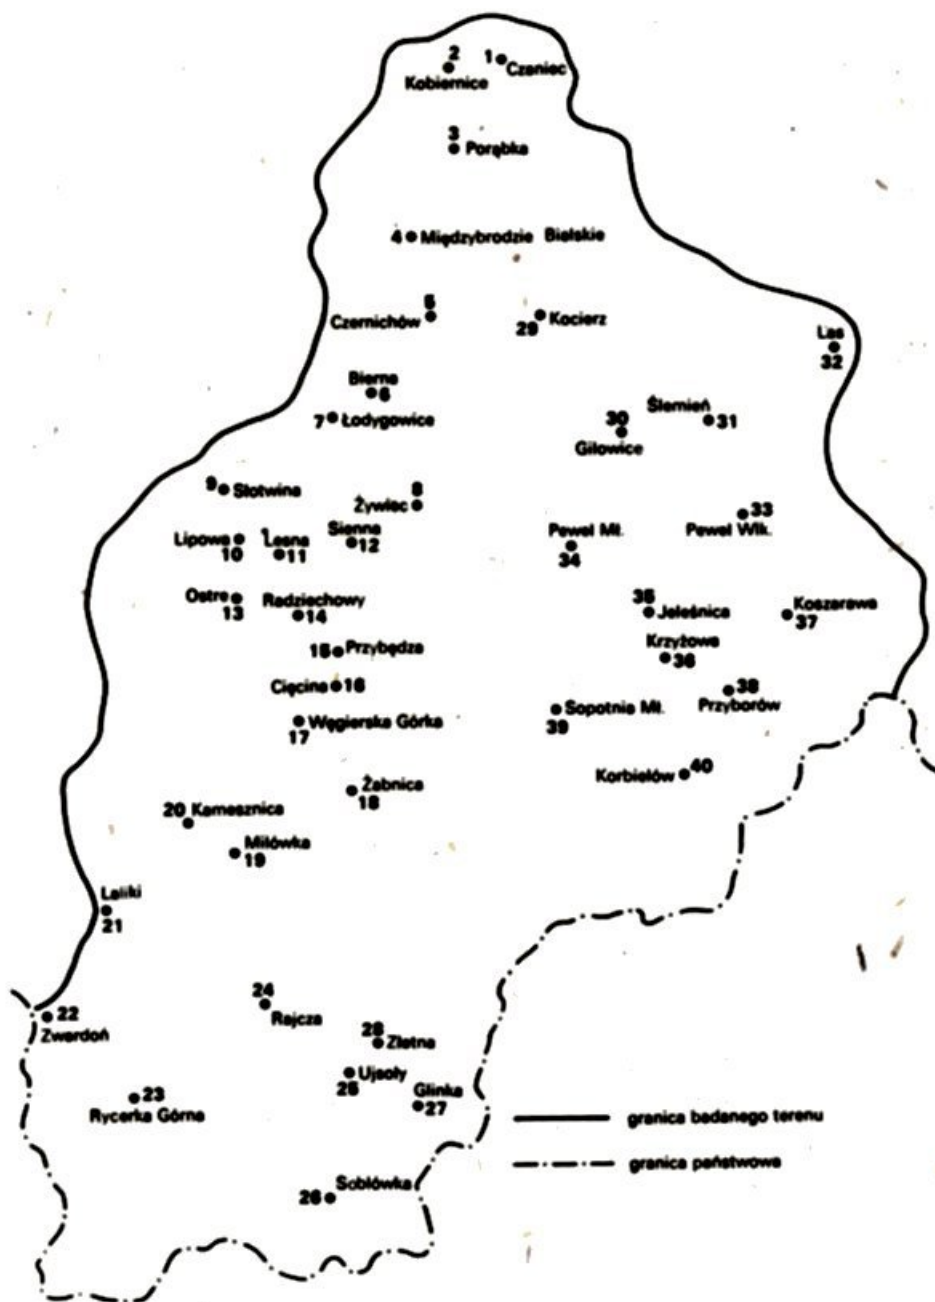 2
1
Czaniec
Kobiernice
3
Porąbka
4 Międzybrodzie Bialskie
5
Czernichów
29 Kocierz
Las
32
Bierna
6
7 Łodygowice
Ślemień
31
30
Gilowice
9 Słotwina
8
Żywiec
33
Pewel Wlk.
Sienna
12
Lipowa
10
Leśna
11
Pewel Mł.
34
Ostre
13
Radziechowy
14
35 Jeleśnica
Koszarawa
37
Krzyżowa
36
15 Przybędza
Cięcina 16
38
Przyborów
Sopotnia Mł.
39
Węgierska Górka
17
Korbielów 40
Żabnica
18
20 Kamesznica
Milówka
19
Laliki
21
22
Zwardoń
24
Rajcza
28
Złatna
Ujsoły
25
Glinka
27
23
Rycerka Górna
granica badanego terenu
granica państwowa
26 Soblówka